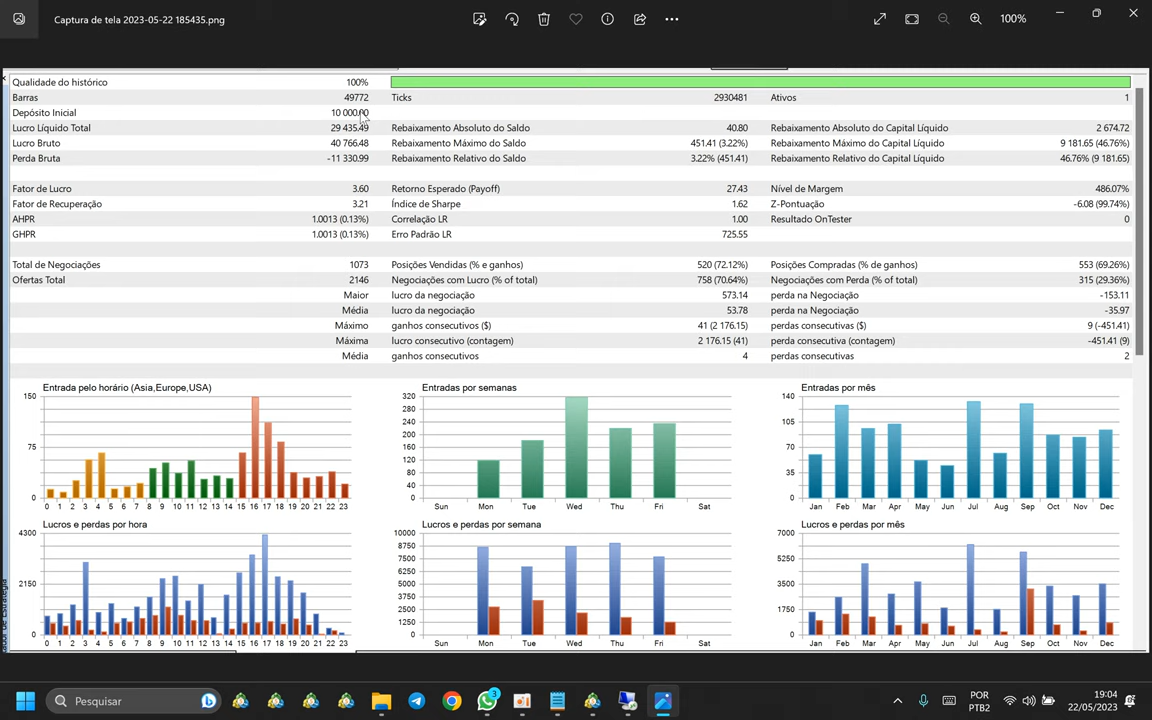 Captura de tela 2023-05-22 185435.png
100%
Qualidade do histórico 100%
Barras 49772 Ticks 2930481 Ativos 1
Depósito Inicial 10 000.00
Lucro Líquido Total 29 435.49 Rebaixamento Absoluto do Saldo 40.80 Rebaixamento Absoluto do Capital Líquido 2 674.72
Lucro Bruto 40 766.48 Rebaixamento Máximo do Saldo 451.41 (3.22%) Rebaixamento Máximo do Capital Líquido 9 181.65 (46.76%)
Perda Bruta -11 330.99 Rebaixamento Relativo do Saldo 3.22% (451.41) Rebaixamento Relativo do Capital Líquido 46.76% (9 181.65)
Fator de Lucro 3.60 Retorno Esperado (Payoff) 27.43 Nível de Margem 486.07%
Fator de Recuperação 3.21 Índice de Sharpe 1.62 Z-Pontuação -6.08 (99.74%)
AHPR 1.0013 (0.13%) Correlação LR 1.00 Resultado OnTester 0
GHPR 1.0013 (0.13%) Erro Padrão LR 725.55
Total de Negociações 1073 Posições Vendidas (% e ganhos) 520 (72.12%) Posições Compradas (% de ganhos) 553 (69.26%)
Ofertas Total 2146 Negociações com Lucro (% of total) 758 (70.64%) Negociações com Perda (% of total) 315 (29.36%)
Maior lucro da negociação 573.14 perda na Negociação -153.11
Média lucro da negociação 53.78 perda na Negociação -35.97
Máximo ganhos consecutivos ($) 41 (2 176.15) perdas consecutivas ($) 9 (-451.41)
Máxima lucro consecutivo (contagem) 2 176.15 (41) perda consecutiva (contagem) -451.41 (9)
Média ganhos consecutivos 4 perdas consecutivas 2
Entrada pelo horário (Asia,Europe,USA)
150
75
0
0 1 2 3 4 5 6 7 8 9 10 11 12 13 14 15 16 17 18 19 20 21 22 23
Entradas por semanas
320
280
240
200
160
120
80
40
0
Sun Mon Tue Wed Thu Fri Sat
Entradas por mês
140
105
70
35
0
Jan Feb Mar Apr May Jun Jul Aug Sep Oct Nov Dec
Lucros e perdas por hora
4300
2150
0
0 1 2 3 4 5 6 7 8 9 10 11 12 13 14 15 16 17 18 19 20 21 22 23
Lucros e perdas por semana
10000
8750
7500
6250
5000
3750
2500
1250
0
Sun Mon Tue Wed Thu Fri Sat
Lucros e perdas por mês
7000
5250
3500
1750
0
Jan Feb Mar Apr May Jun Jul Aug Sep Oct Nov Dec
Pesquisar
3
POR
PTB2
19:04
22/05/2023